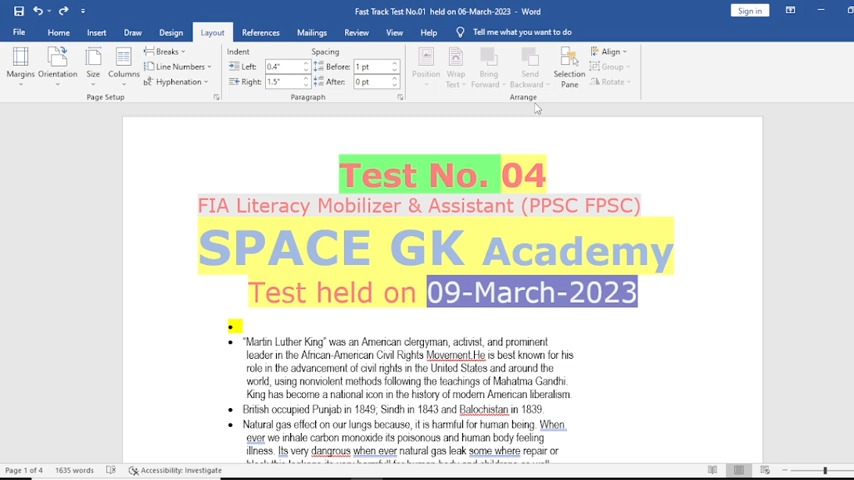 Fast Track Test No.01 held on 06-March-2023 - Word
Sign in
File Home Insert Draw Design Layout References Mailings Review View Help Tell me what you want to do
Margins Orientation Size Columns
Breaks
Line Numbers
Hyphenation
Page Setup
Indent
Left: 0.4"
Right: 1.5"
Spacing
Before: 1 pt
After: 0 pt
Paragraph
Position
Wrap Text
Bring Forward
Send Backward
Selection Pane
Align
Group
Rotate
Arrange
Test No. 04
FIA Literacy Mobilizer & Assistant (PPSC FPSC)
SPACE GK Academy
Test held on 09-March-2023
• "Martin Luther King" was an American clergyman, activist, and prominent
leader in the African-American Civil Rights Movement.He is best known for his
role in the advancement of civil rights in the United States and around the
world, using nonviolent methods following the teachings of Mahatma Gandhi.
King has become a national icon in the history of modern American liberalism.
• British occupied Punjab in 1849; Sindh in 1843 and Balochistan in 1839.
• Natural gas effect on our lungs because, it is harmful for human being. When
ever we inhale carbon monoxide its poisonous and human body feeling
illness. Its very dangrous when ever natural gas leak some where repair or
Page 1 of 4 1635 words Accessibility: Investigate